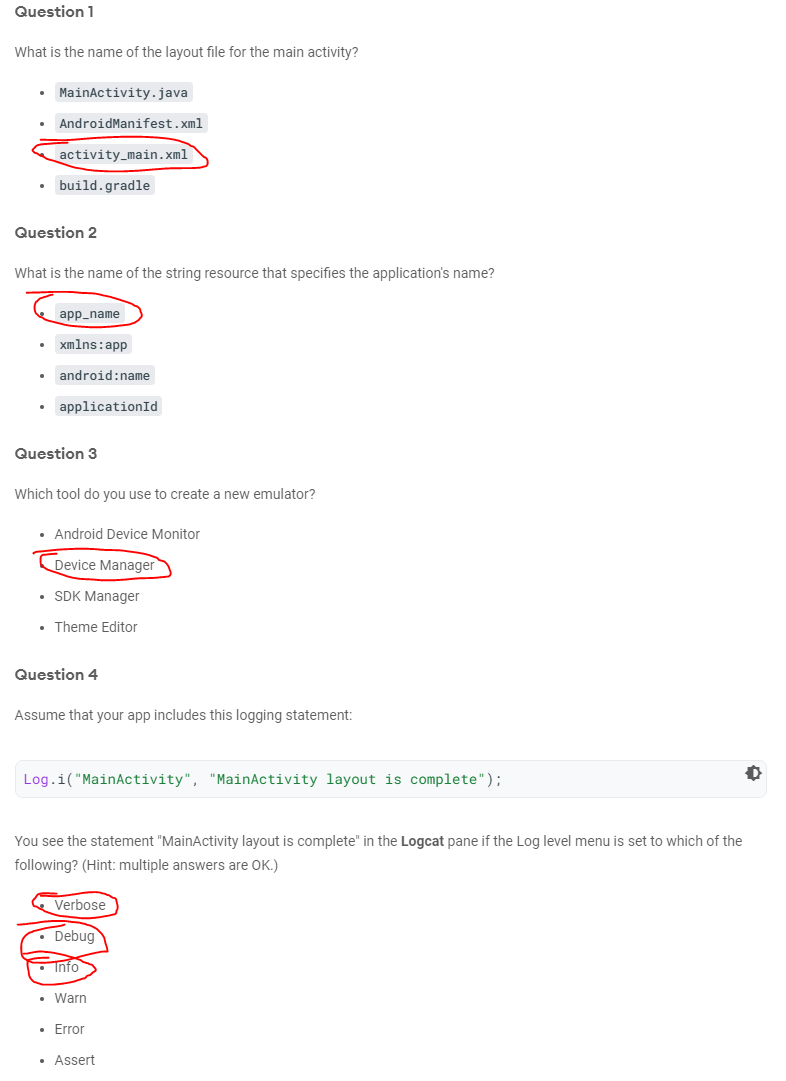 Question 1
What is the name of the layout file for the main activity?
MainActivity.java
AndroidManifest.xml
activity_main.xml
build.gradle
Question 2
What is the name of the string resource that specifies the application's name?
app_name
xmlns:app
android:name
applicationId
Question 3
Which tool do you use to create a new emulator?
Android Device Monitor
Device Manager
SDK Manager
Theme Editor
Question 4
Assume that your app includes this logging statement:
Log.i("MainActivity", "MainActivity layout is complete");
You see the statement "MainActivity layout is complete" in the Logcat pane if the Log level menu is set to which of the
following? (Hint: multiple answers are OK.)
Verbose
Debug
Info
Warn
Error
Assert